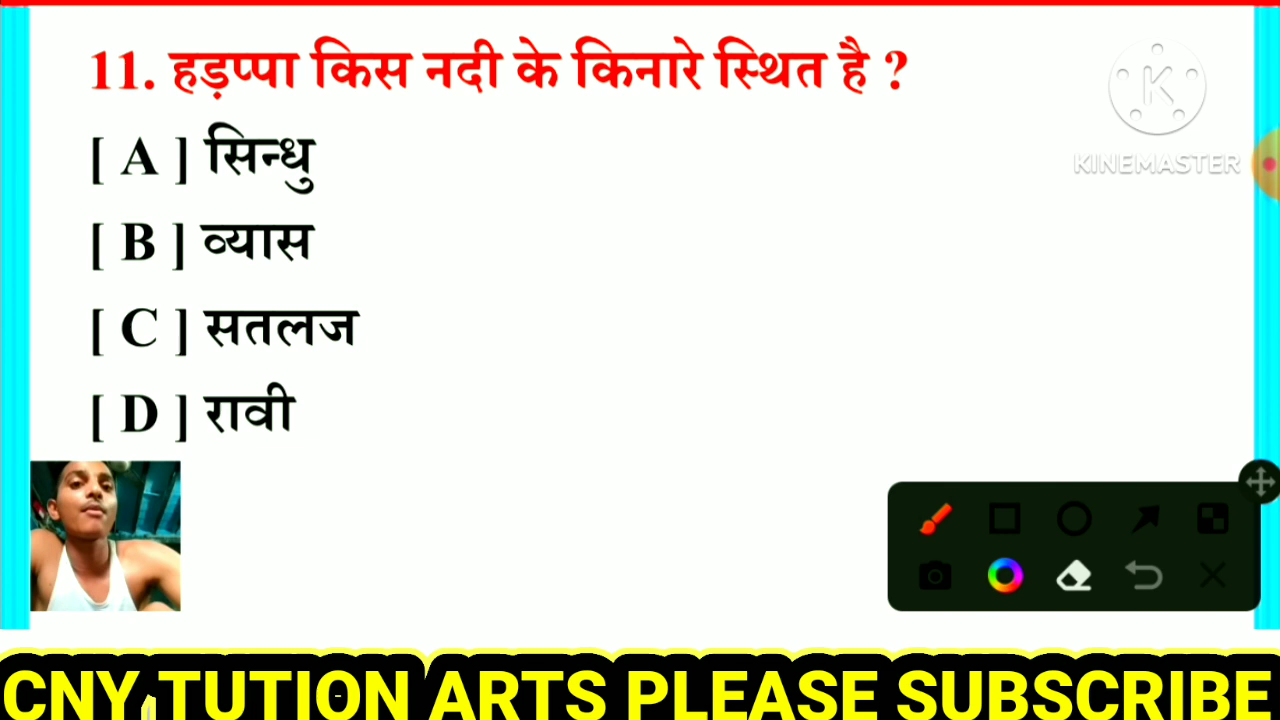 11. हड़प्पा किस नदी के किनारे स्थित है ?
[ A ] सिन्धु
[ B ] व्यास
[ C ] सतलज
[ D ] रावी
K
KINEMASTER
CNY TUTION ARTS PLEASE SUBSCRIBE